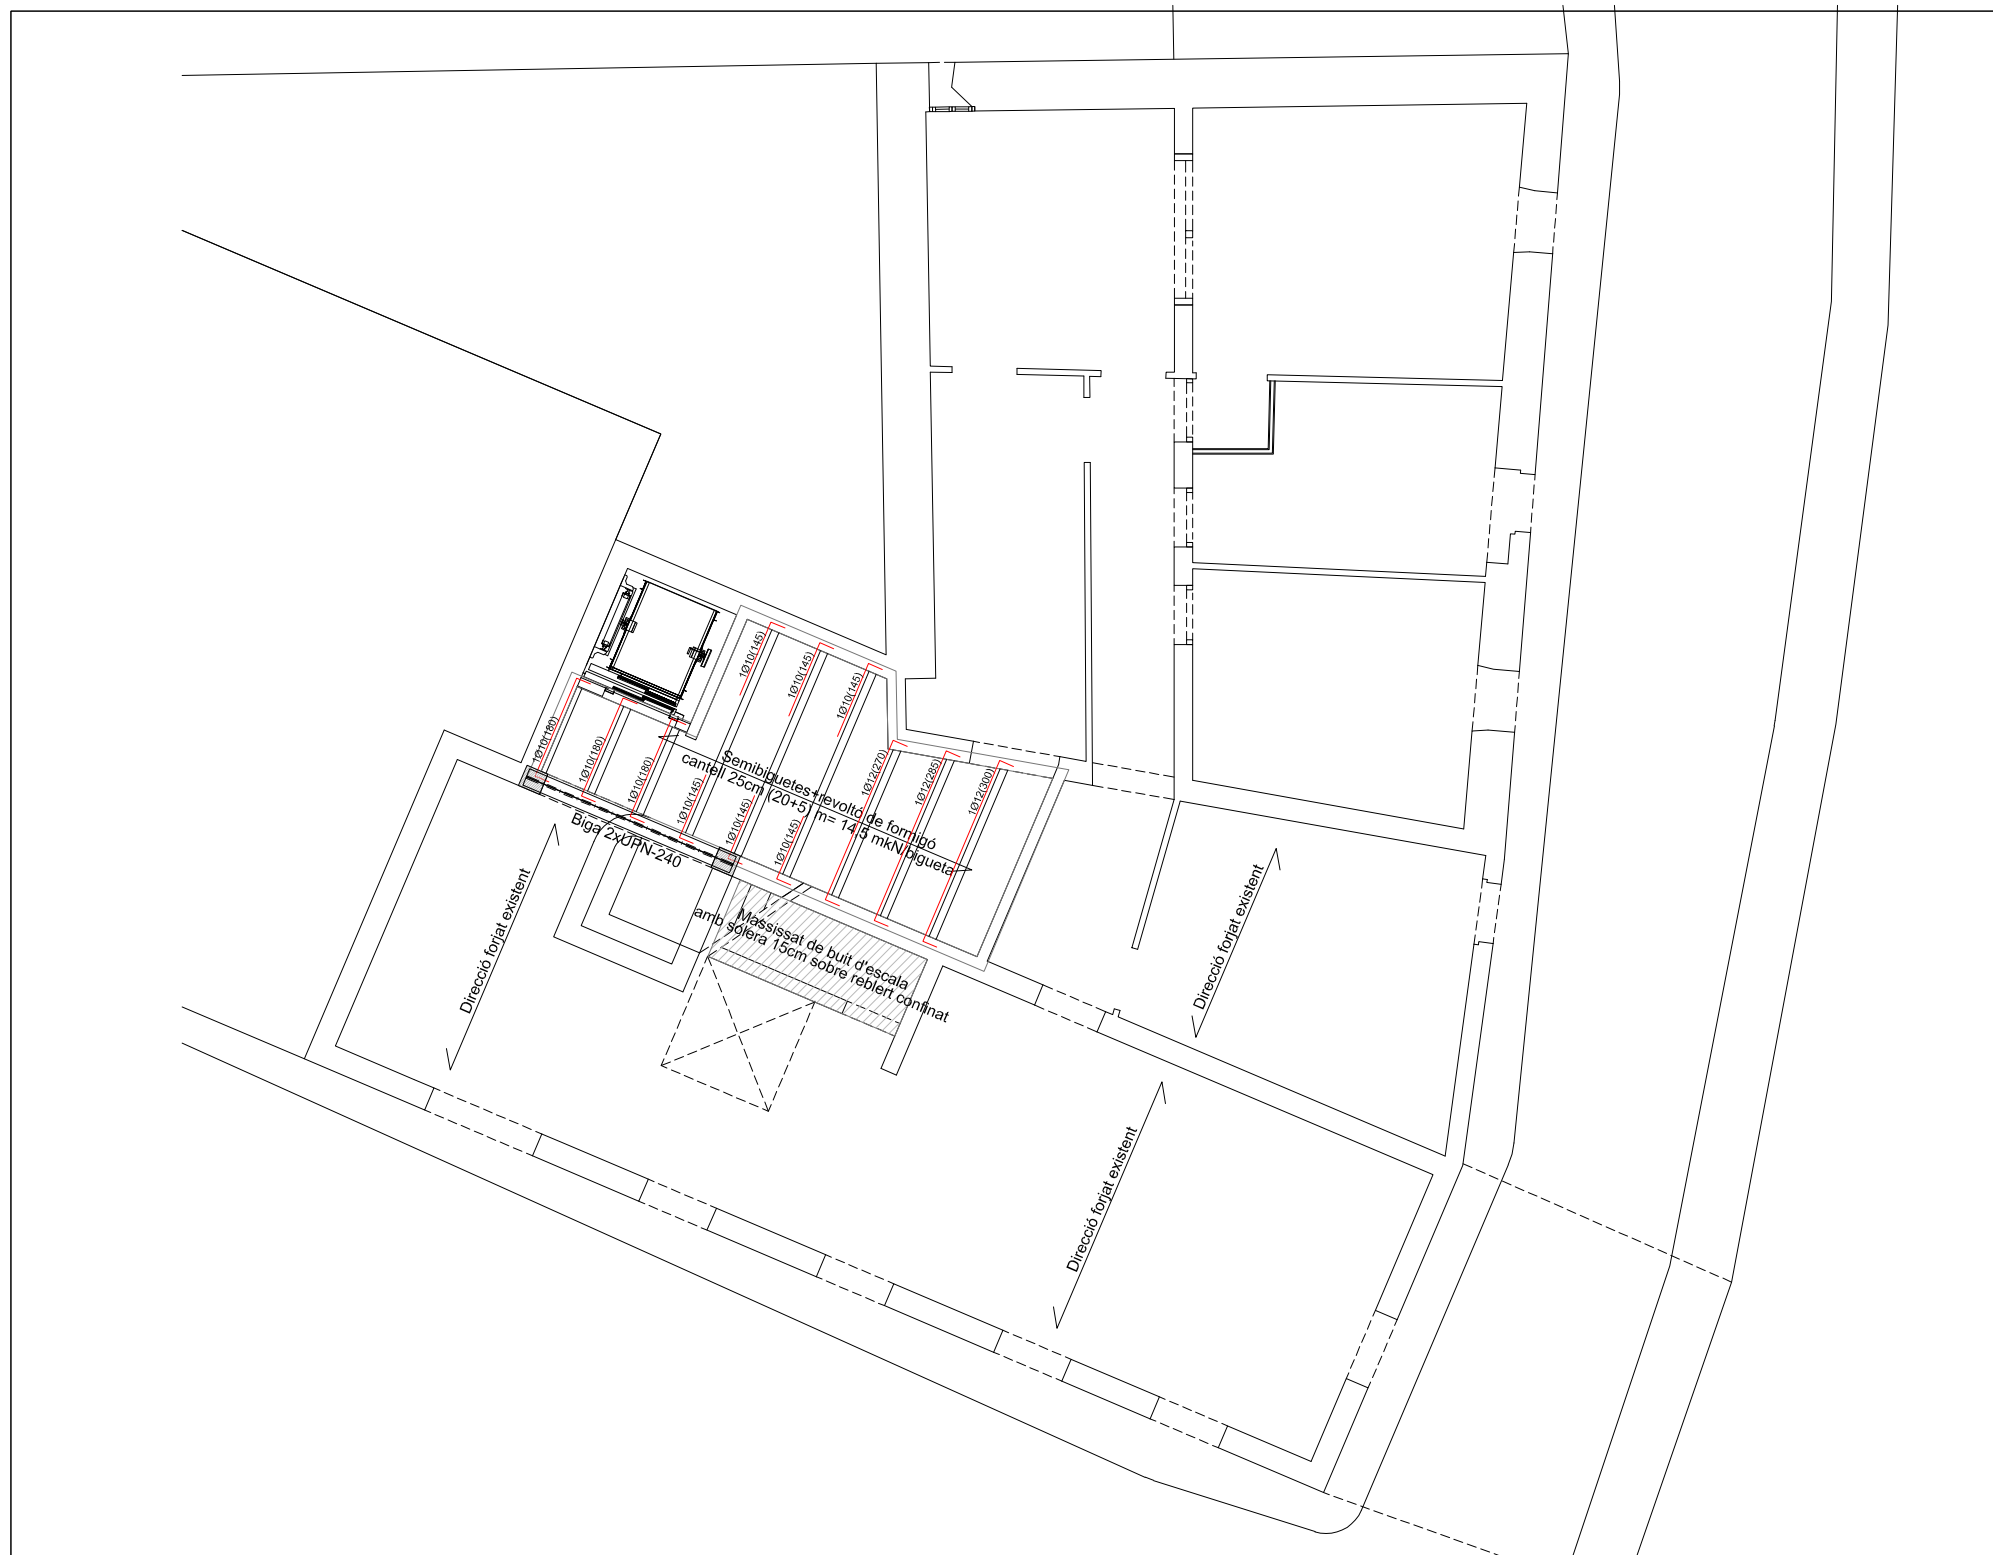 1Ø10(145)
1Ø10(145)
1Ø10(145)
1Ø10(180)
1Ø10(180)
1Ø10(180)
1Ø10(145)
1Ø10(145)
1Ø10(145)
1Ø12(270)
1Ø12(285)
1Ø12(300)
Semibiguetes+revoltó de formigó
cantell 25cm (20+5) m= 14,5 mkN/bigueta
Biga 2xUPN-240
Massissat de buit d'escala
amb solera 15cm sobre reblert confinat
Direcció forjat existent
Direcció forjat existent
Direcció forjat existent